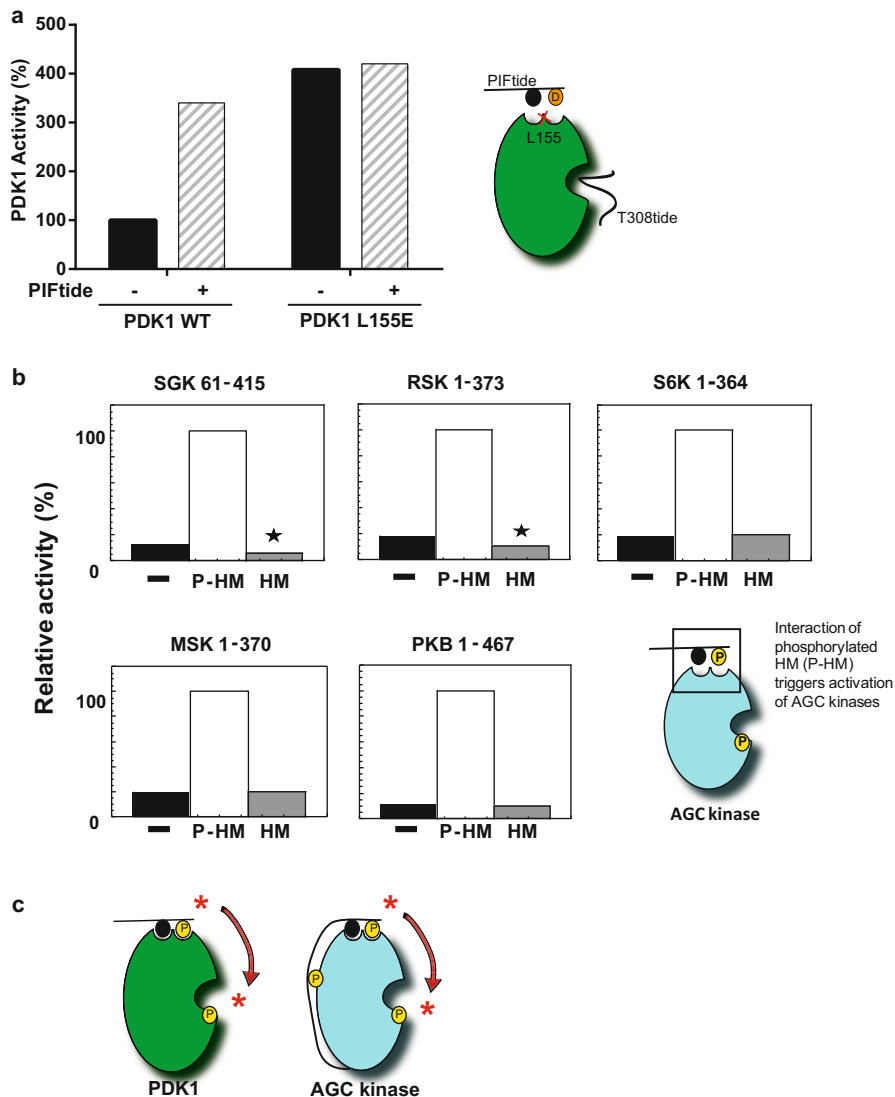 a
500
400
300
200
100
0
PDK1 Activity (%)
PIFtide
-
+
-
+
PDK1 WT
PDK1 L155E
PIFtide
D
L155
T308tide
b
Relative activity (%)
SGK 61-415
100
0
★
P-HM
HM
RSK 1-373
★
P-HM
HM
S6K 1-364
P-HM
HM
MSK 1-370
100
0
P-HM
HM
PKB 1-467
P-HM
HM
Interaction of
phosphorylated
HM (P-HM)
triggers activation
of AGC kinases
P
P
AGC kinase
c
*
P
*
P
PDK1
*
P
P
*
P
AGC kinase